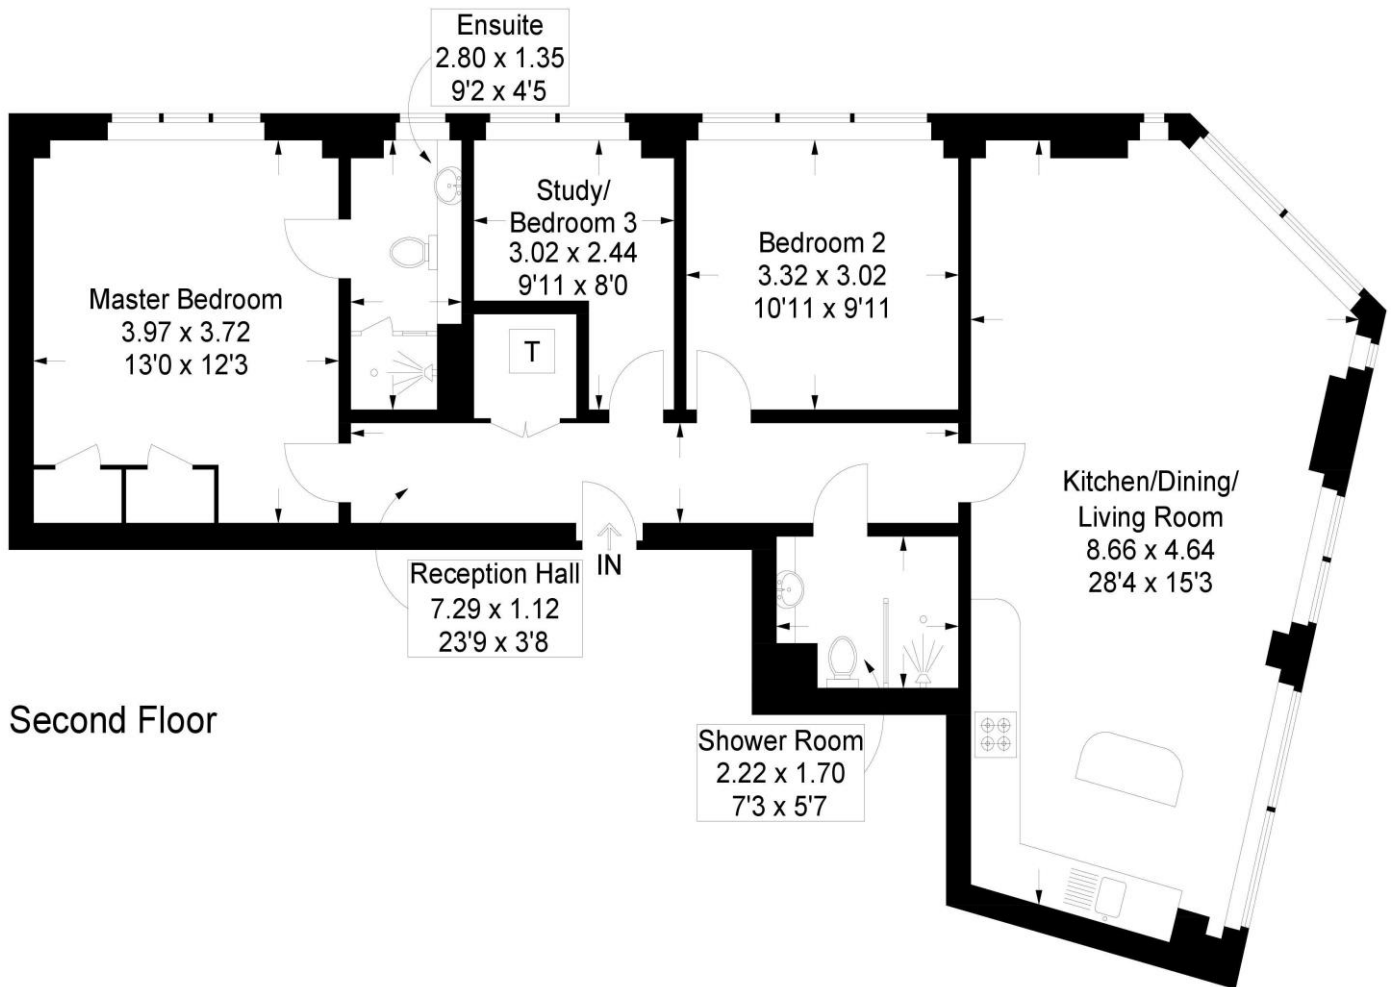 Ensuite
2.80 x 1.35
9'2 x 4'5
Study/
Bedroom 3
3.02 x 2.44
9'11 x 8'0
Bedroom 2
3.32 x 3.02
10'11 x 9'11
Master Bedroom
3.97 x 3.72
13'0 x 12'3
T
Kitchen/Dining/
Living Room
8.66 x 4.64
28'4 x 15'3
IN
Reception Hall
7.29 x 1.12
23'9 x 3'8
Second Floor
Shower Room
2.22 x 1.70
7'3 x 5'7